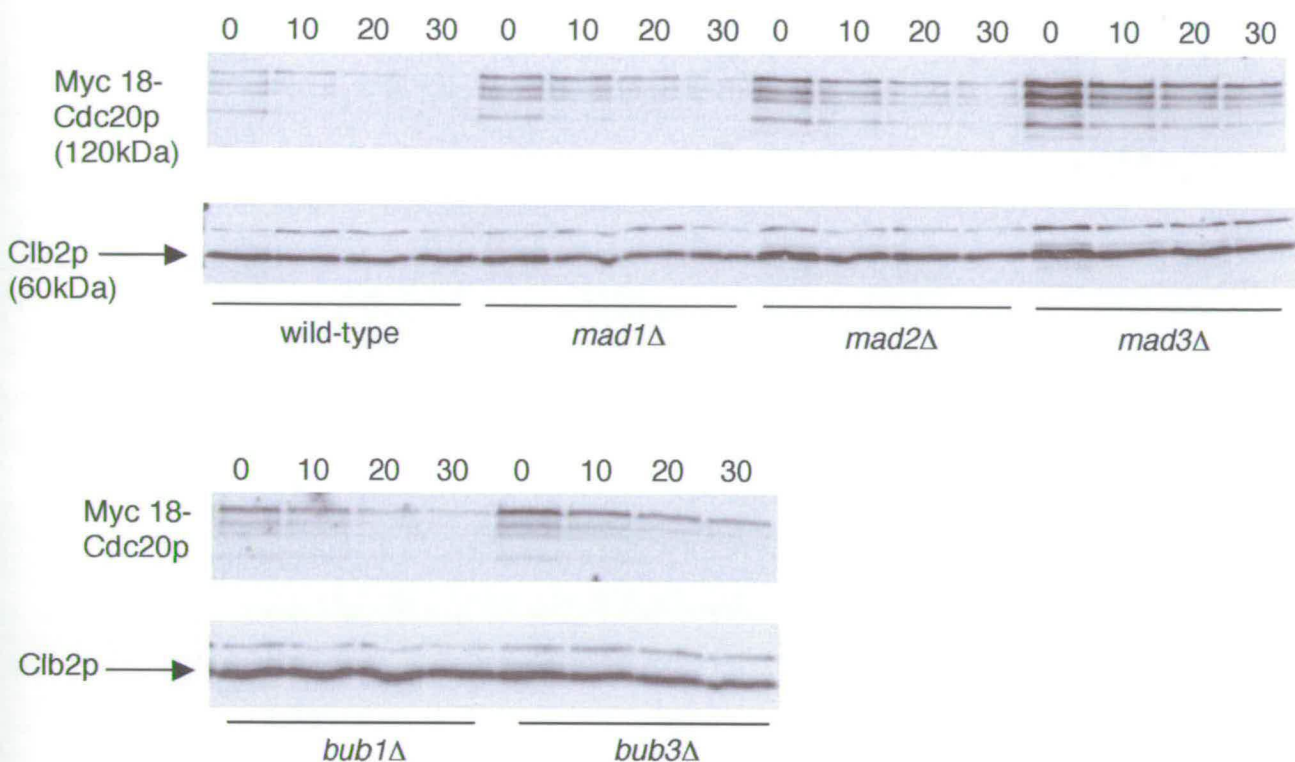 0 10 20 30 0 10 20 30 0 10 20 30 0 10 20 30
Myc 18-
Cdc20p
(120kDa)
Clb2p
(60kDa)
wild-type mad1Δ mad2Δ mad3Δ
0 10 20 30 0 10 20 30
Myc 18-
Cdc20p
Clb2p
bub1Δ bub3Δ